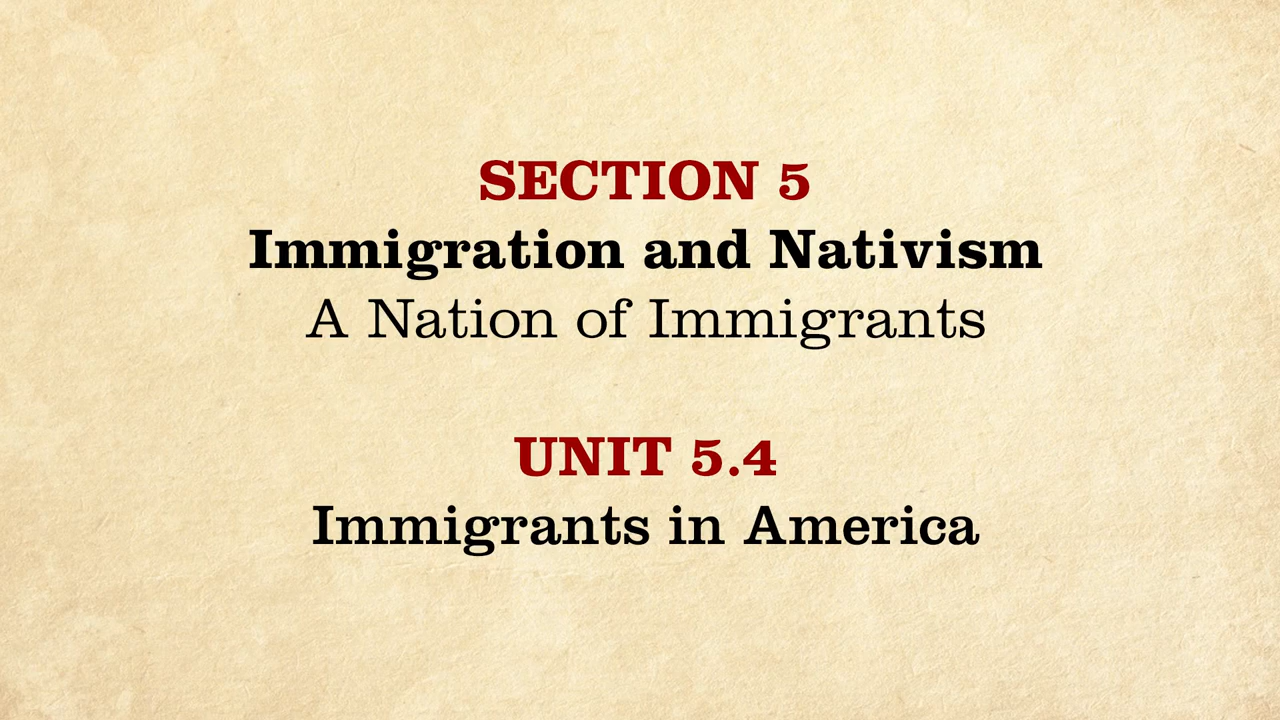 SECTION 5
Immigration and Nativism
A Nation of Immigrants
UNIT 5.4
Immigrants in America